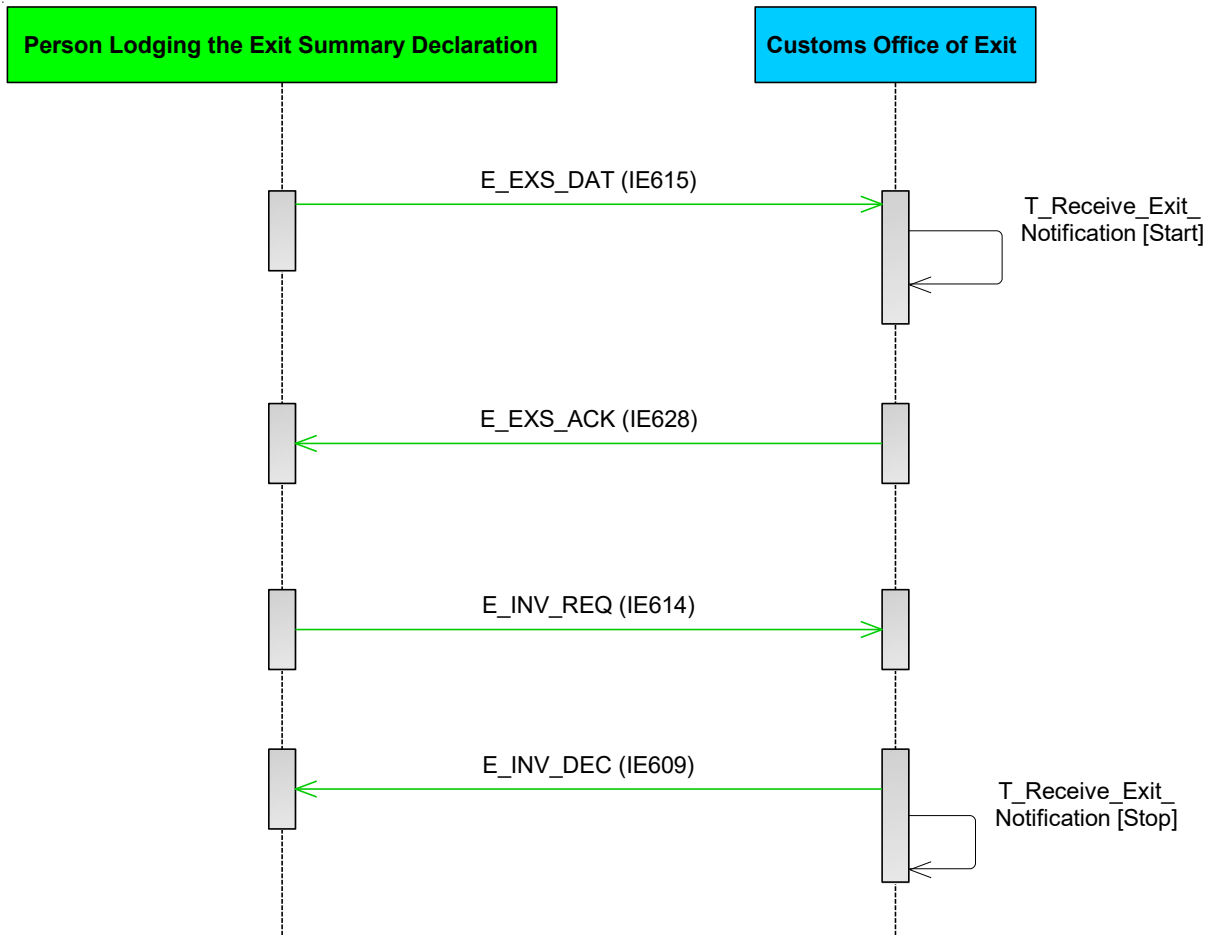 Person Lodging the Exit Summary Declaration
Customs Office of Exit
E_EXS_DAT (IE615)
T_Receive_Exit_
Notification [Start]
E_EXS_ACK (IE628)
E_INV_REQ (IE614)
E_INV_DEC (IE609)
T_Receive_Exit_
Notification [Stop]